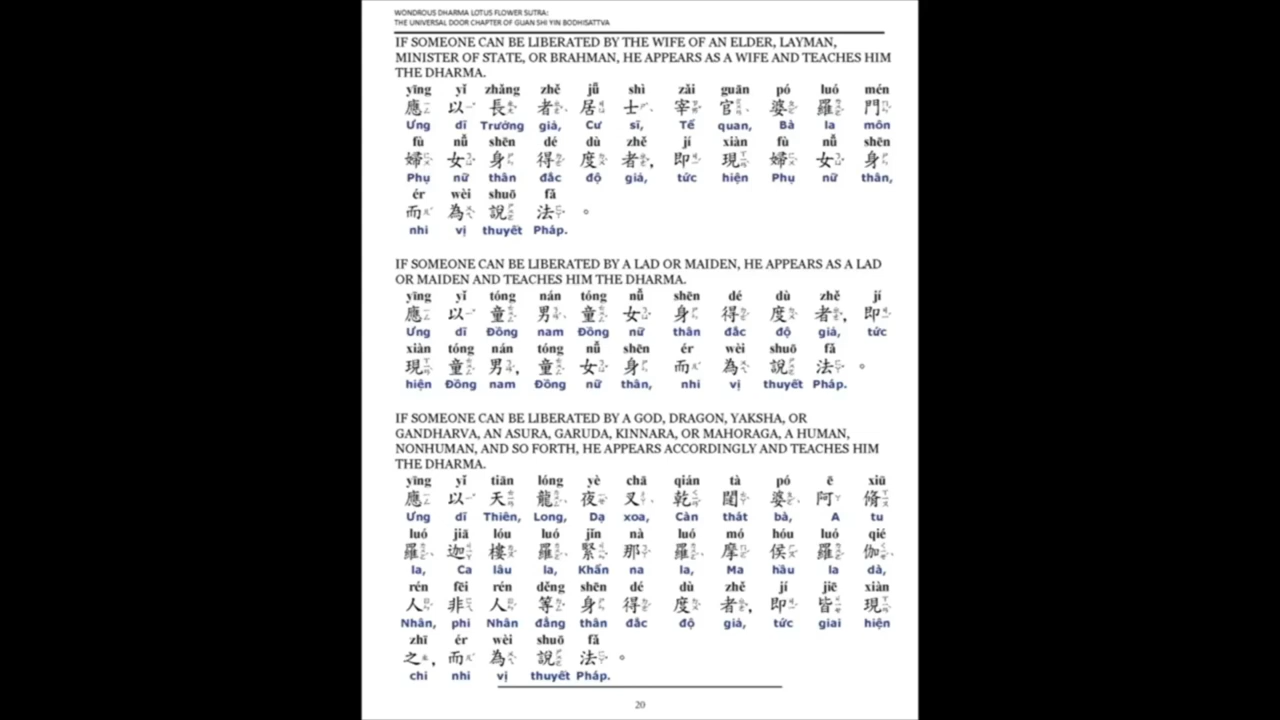 WONDROUS DHARMA LOTUS FLOWER SUTRA:
THE UNIVERSAL DOOR CHAPTER OF GUAN SHI YIN BODHISATTVA
IF SOMEONE CAN BE LIBERATED BY THE WIFE OF AN ELDER, LAYMAN,
MINISTER OF STATE, OR BRAHMAN, HE APPEARS AS A WIFE AND TEACHES HIM
THE DHARMA.
yīng yǐ zhǎng zhě jū̌ shì zǎi guān pó luó mén
應 以 長 者、 居 士、 宰 官、 婆 羅 門
Ưng dĩ Trưởng giả, Cư sĩ, Tể quan, Bà la môn
fù nǚ shēn dé dù zhě jí xiàn fù nǚ shēn
婦 女 身 得 度 者, 即 現 婦 女 身
Phụ nữ thân đắc độ giả, tức hiện Phụ nữ thân,
ér wèi shuō fǎ
而 為 說 法 。
nhi vị thuyết Pháp.
IF SOMEONE CAN BE LIBERATED BY A LAD OR MAIDEN, HE APPEARS AS A LAD
OR MAIDEN AND TEACHES HIM THE DHARMA.
yīng yǐ tóng nán tóng nǚ shēn dé dù zhě jí
應 以 童 男、 童 女 身 得 度 者, 即
Ưng dĩ Đồng nam Đồng nữ thân đắc độ giả, tức
xiàn tóng nán tóng nǚ shēn ér wèi shuō fǎ
現 童 男, 童 女 身 而 為 說 法 。
hiện Đồng nam Đồng nữ thân, nhi vị thuyết Pháp.
IF SOMEONE CAN BE LIBERATED BY A GOD, DRAGON, YAKSHA, OR
GANDHARVA, AN ASURA, GARUDA, KINNARA, OR MAHORAGA, A HUMAN,
NONHUMAN, AND SO FORTH, HE APPEARS ACCORDINGLY AND TEACHES HIM
THE DHARMA.
yīng yǐ tiān lóng yè chā qián tà pó ē xiū
應 以 天、 龍、 夜 叉、 乾 闥 婆、 阿 脩
Ưng dĩ Thiên, Long, Dạ xoa, Càn thát bà, A tu
luó jiā lóu luó jǐn nà luó mó hóu luó qié
羅、 迦 樓 羅、 緊 那 羅、 摩 侯 羅 伽、
la, Ca lâu la, Khẩn na la, Ma hầu la dà,
rén fēi rén děng shēn dé dù zhě jí jiē xiàn
人 非 人 等 身 得 度 者, 即 皆 現
Nhân, phi Nhân đẳng thân đắc độ giả, tức giai hiện
zhī ér wèi shuō fǎ
之, 而 為 說 法 。
chi nhi vị thuyết Pháp.
20